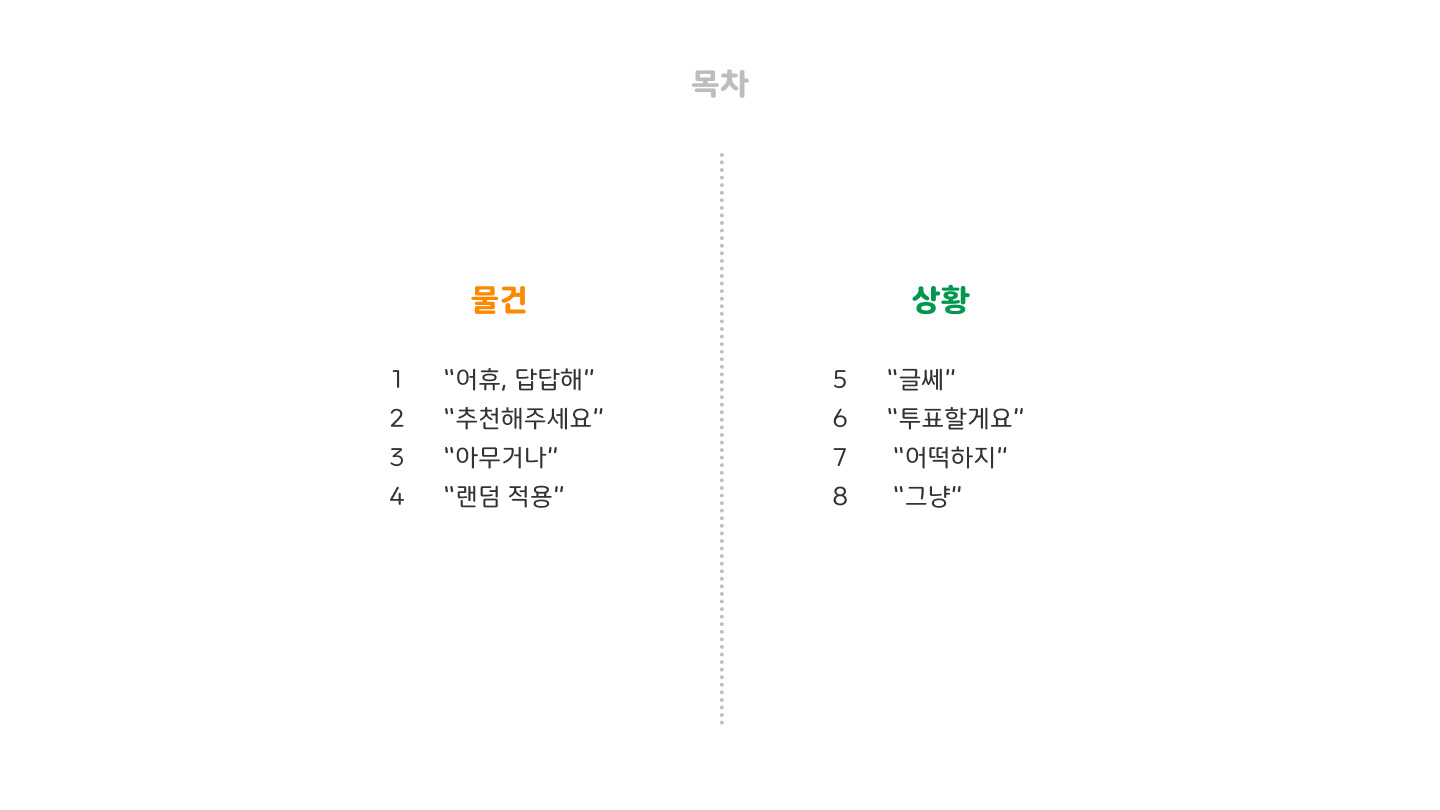 목차
물건
1 “어휴, 답답해”
2 “추천해주세요”
3 “아무거나”
4 “랜덤 적용”
상황
5 “글쎄”
6 “투표할게요”
7 “어떡하지”
8 “그냥”